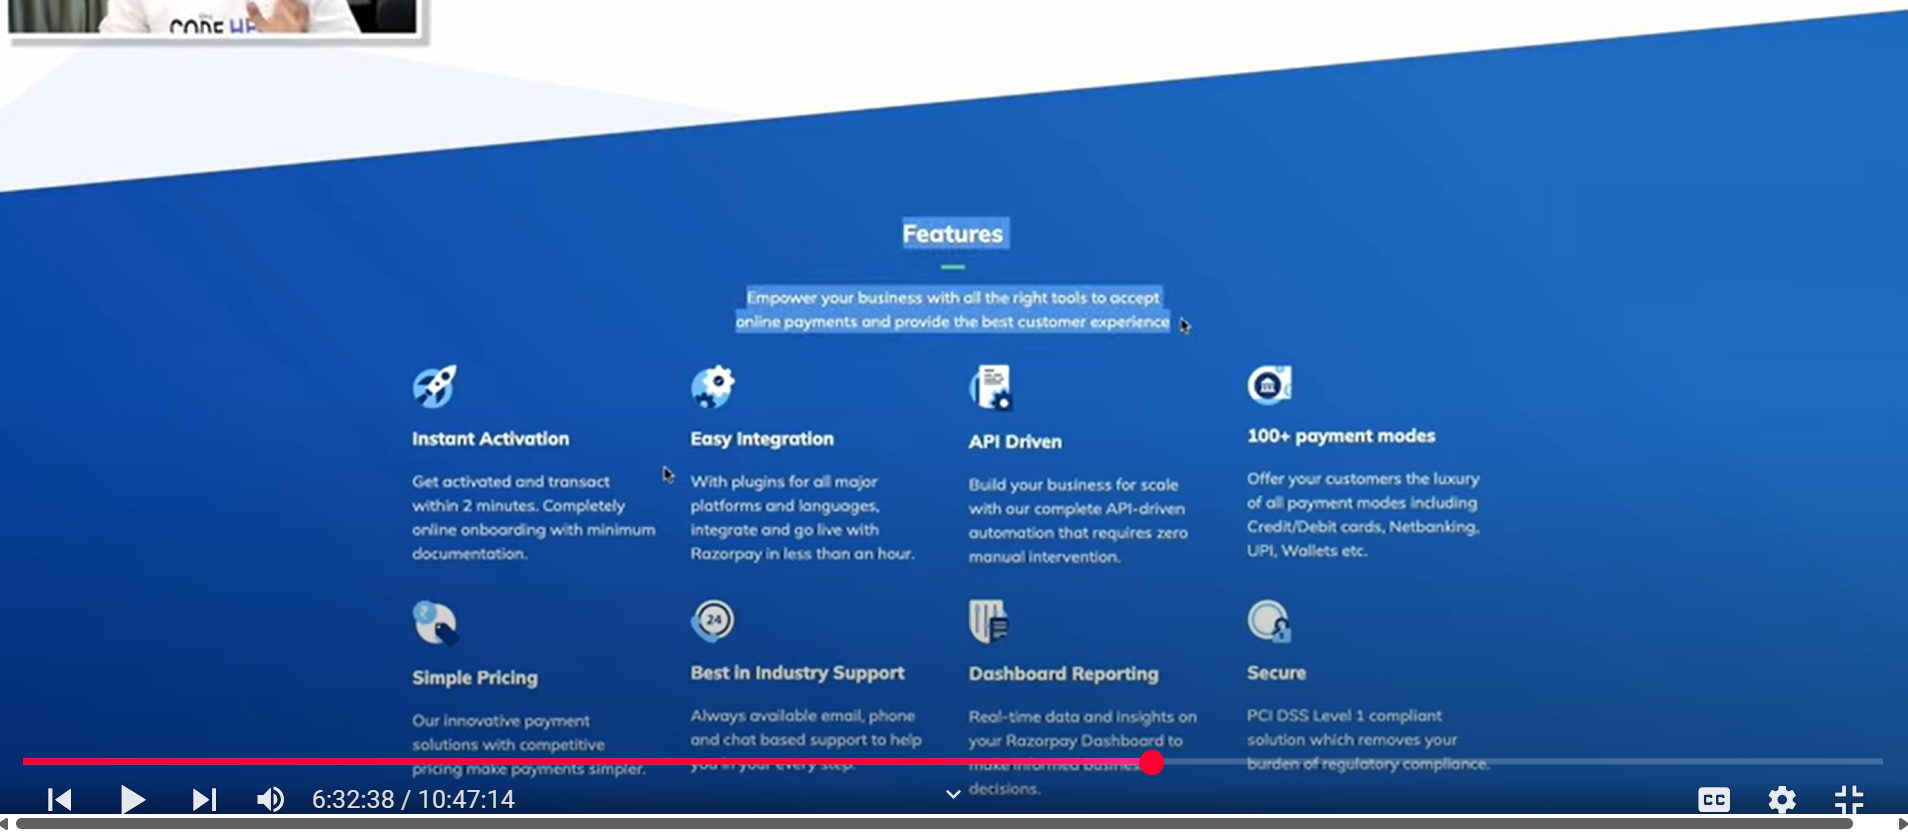 CODE HE
Features
Empower your business with all the right tools to accept
online payments and provide the best customer experience
Instant Activation
Get activated and transact
within 2 minutes. Completely
online onboarding with minimum
documentation.
Easy Integration
With plugins for all major
platforms and languages,
integrate and go live with
Razorpay in less than an hour.
API Driven
Build your business for scale
with our complete API-driven
automation that requires zero
manual intervention.
100+ payment modes
Offer your customers the luxury
of all payment modes including
Credit/Debit cards, Netbanking,
UPI, Wallets etc.
Simple Pricing
Our innovative payment
solutions with competitive
pricing make payments simpler.
24
Best in Industry Support
Always available email, phone
and chat based support to help
you in your every step.
Dashboard Reporting
Real-time data and insights on
your Razorpay Dashboard to
make informed business
decisions.
Secure
PCI DSS Level 1 compliant
solution which removes your
burden of regulatory compliance.
6:32:38 / 10:47:14
CC